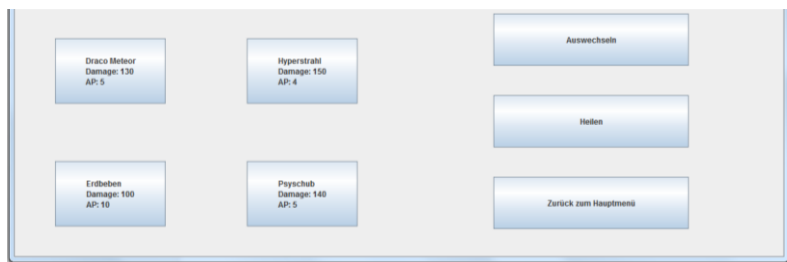 Draco Meteor
Damage: 130
AP: 5
Hyperstrahl
Damage: 150
AP: 4
Auswechseln
Heilen
Erdbeben
Damage: 100
AP: 10
Psyschub
Damage: 140
AP: 5
Zurück zum Hauptmenü